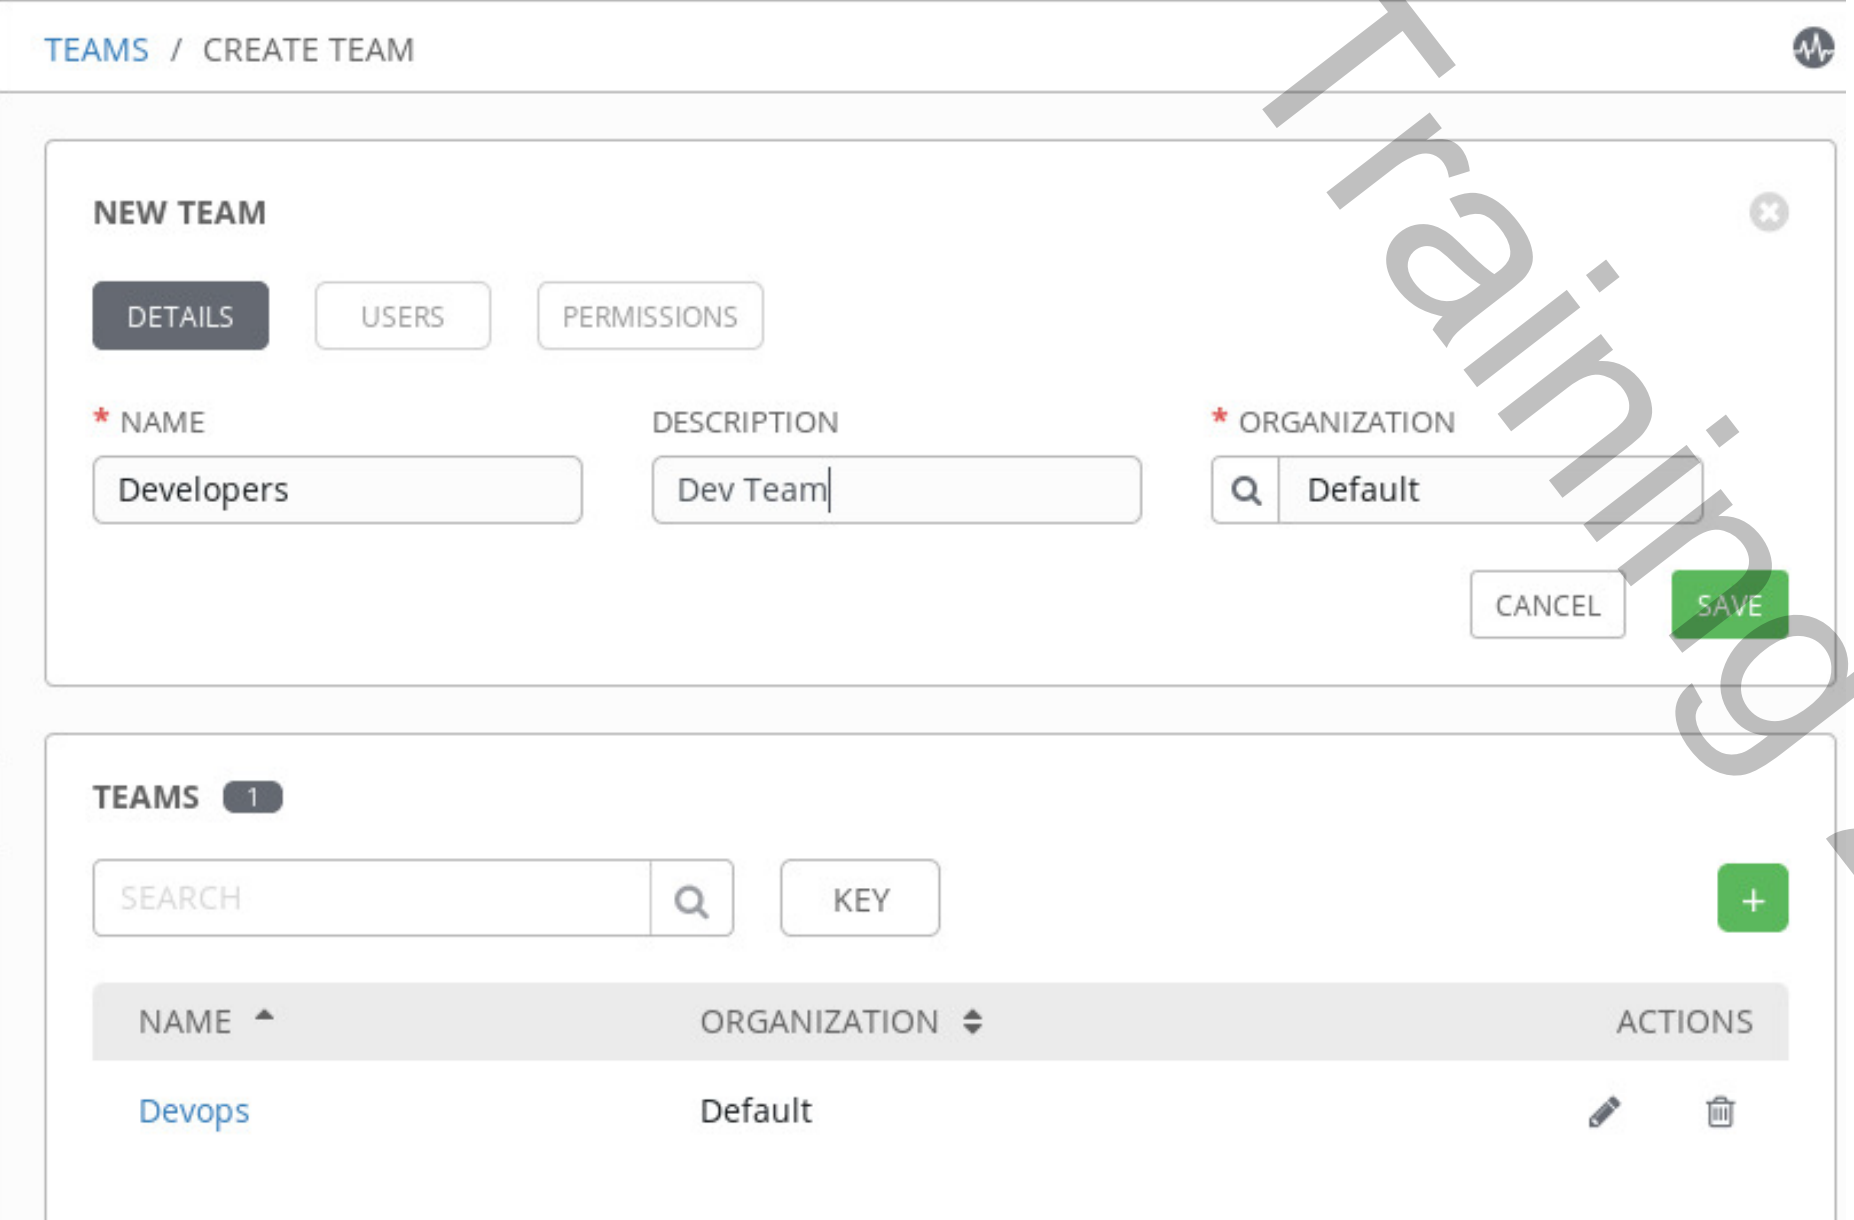 TEAMS / CREATE TEAM
NEW TEAM
DETAILS USERS PERMISSIONS
* NAME DESCRIPTION * ORGANIZATION
Developers Dev Team Default
CANCEL SAVE
TEAMS 1
SEARCH KEY +
NAME ORGANIZATION ACTIONS
Devops Default
Training